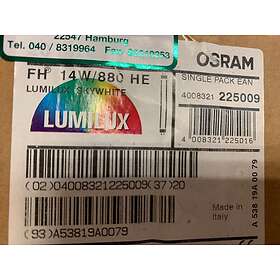 22547 Hamburg
Tel. 040 / 8319964 Fax
OSRAM
FH® 14W/880 HE
LUMILUX SKYWHITE
SINGLE PACK EAN
4008321 225009
LUMILUX
4 008321 225016
(02)04008321225009(37)20
Made in
Italy
(93)A53819A0079
A 538 19A 00 79